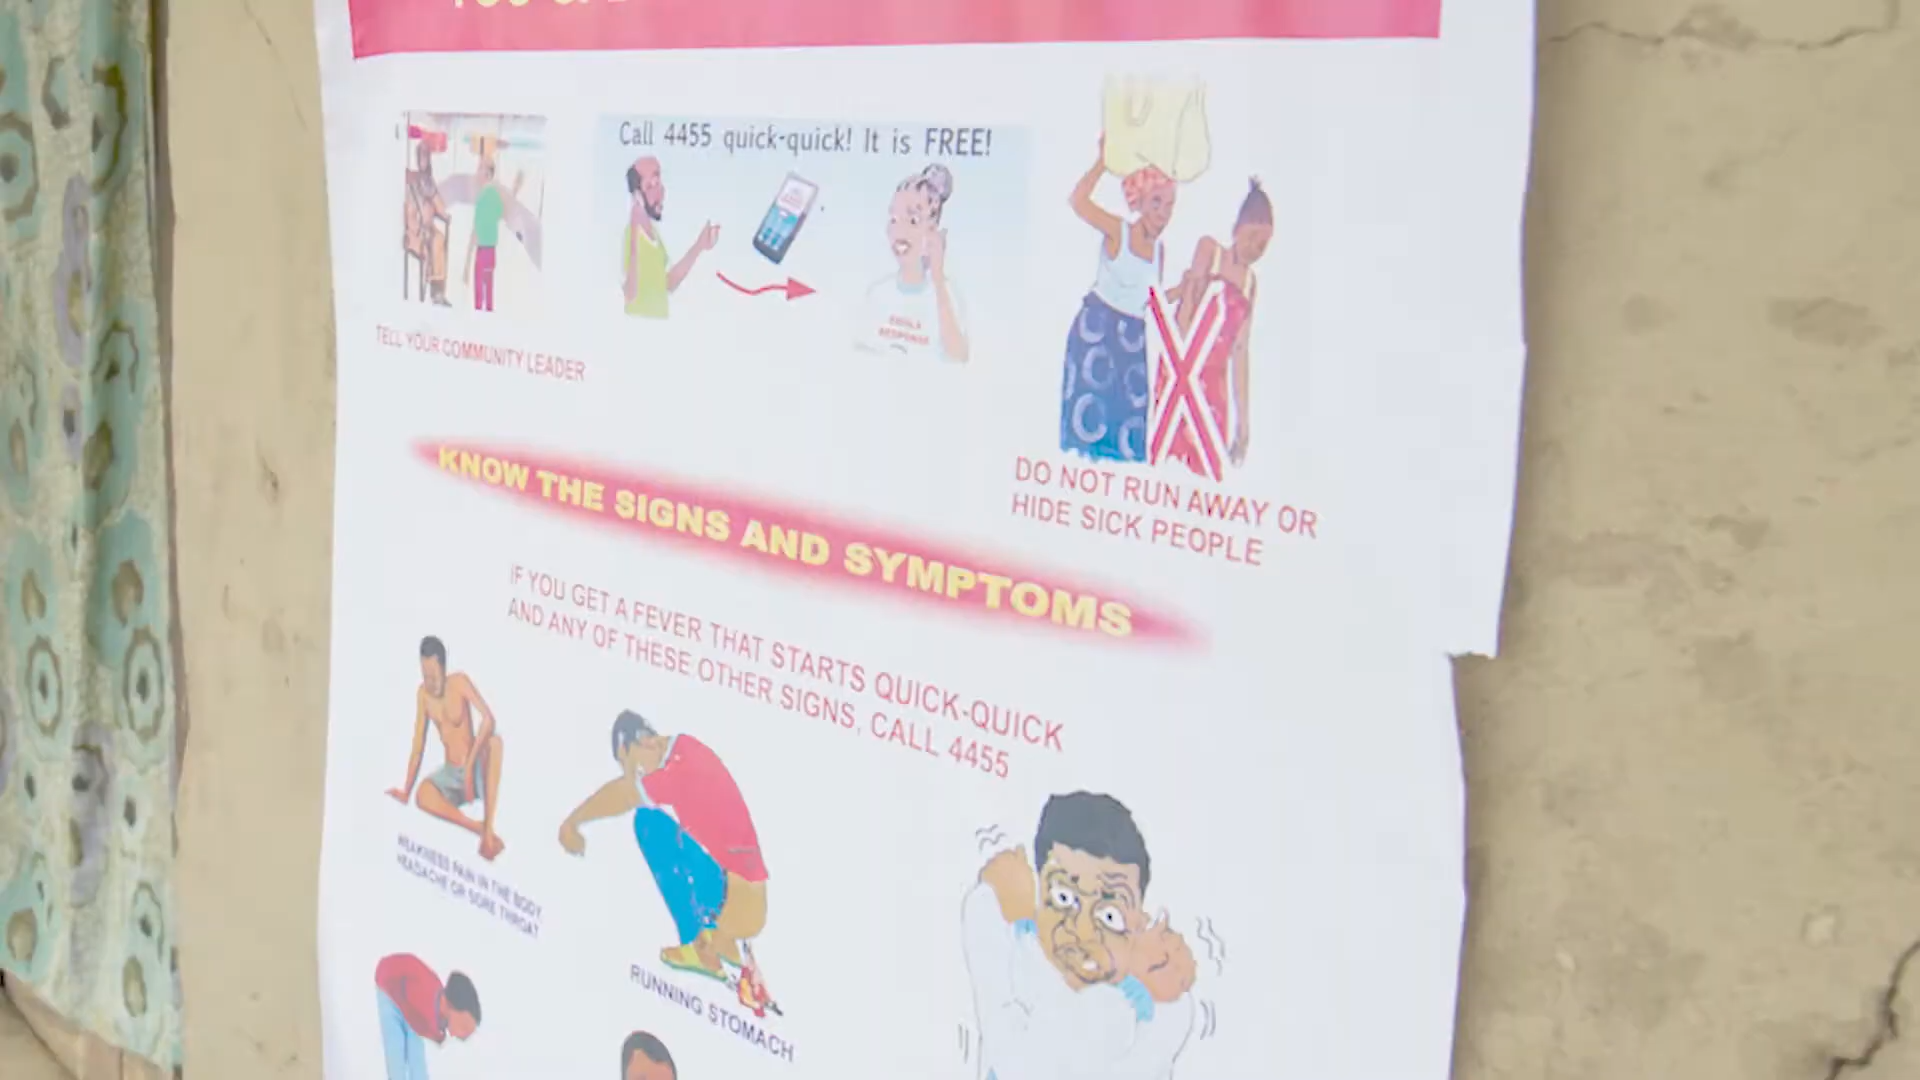 Call 4455 quick-quick! It is FREE!
EBOLA
RESPONSE
TELL YOUR COMMUNITY LEADER
DO NOT RUN AWAY OR
HIDE SICK PEOPLE
KNOW THE SIGNS AND SYMPTOMS
IF YOU GET A FEVER THAT STARTS QUICK-QUICK
AND ANY OF THESE OTHER SIGNS, CALL 4455
WEAKNESS PAIN IN THE BODY,
HEADACHE OR SORE THROAT
RUNNING STOMACH